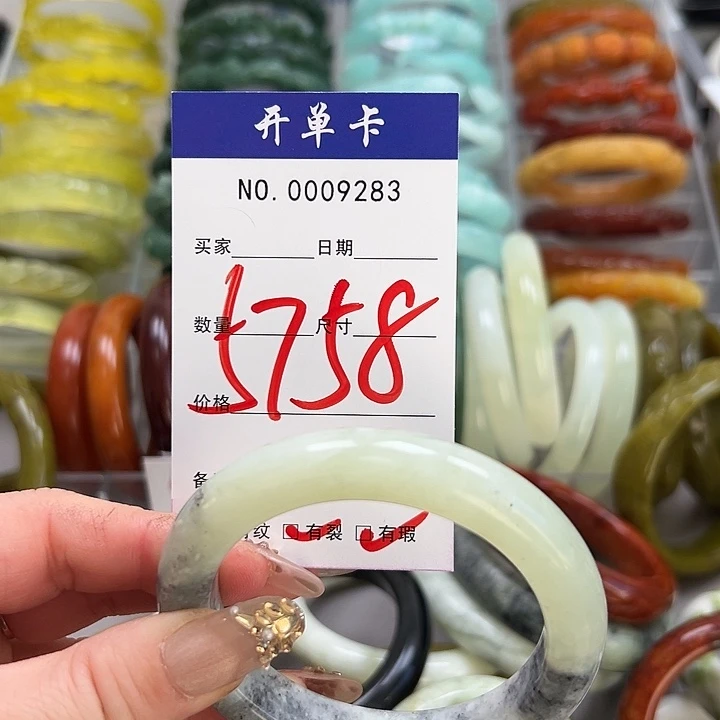 开单卡
NO. 0009283
买家 日期
数量 尺寸
5758
价格
备
纹 有裂 有瑕